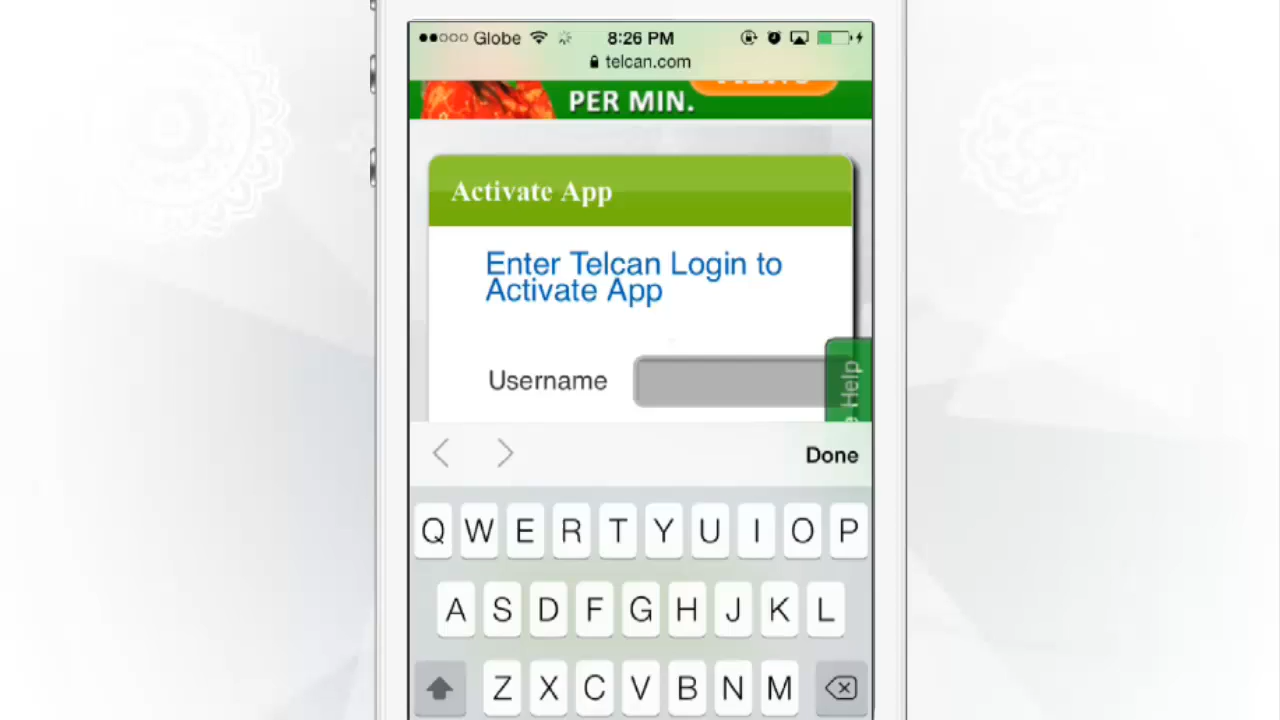 Globe 8:26 PM
telcan.com
PER MIN.
Activate App
Enter Telcan Login to
Activate App
Username
Help
Done
Q W E R T Y U I O P
A S D F G H J K L
Z X C V B N M